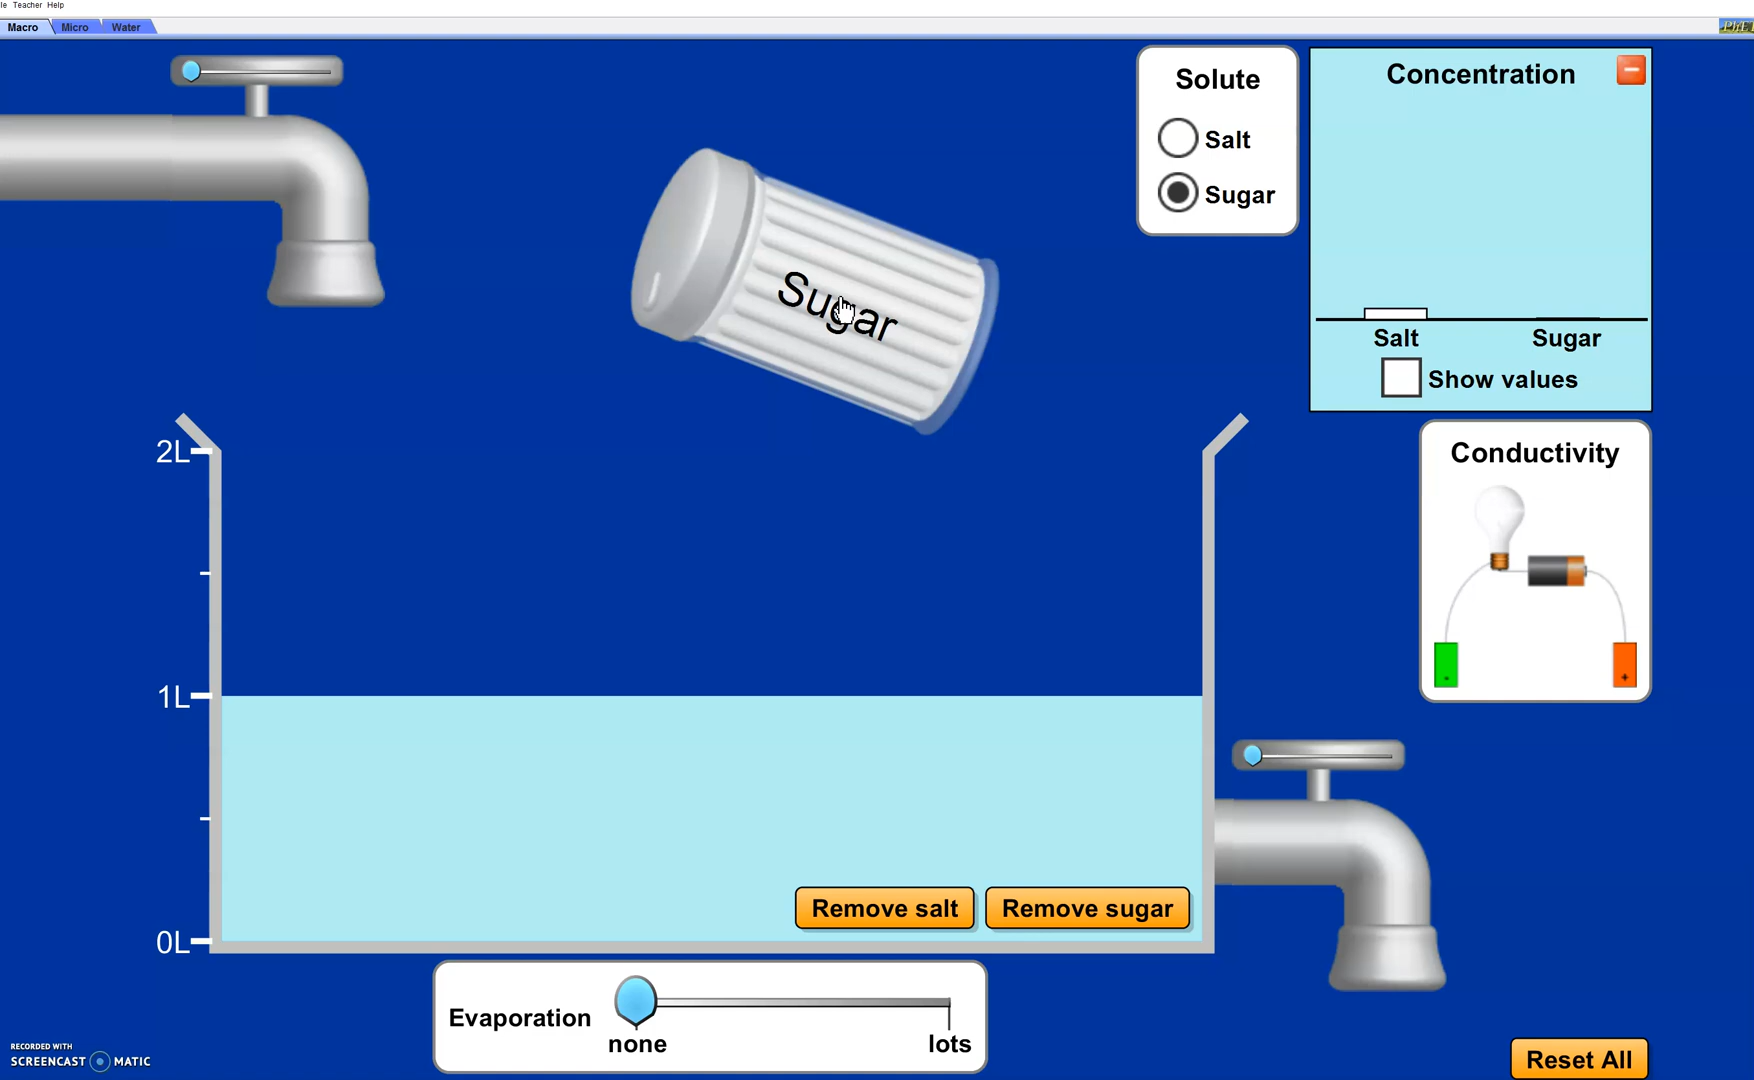 le Teacher Help
Macro Micro Water
PhET
Solute
Salt
Sugar
Concentration
Salt Sugar
Show values
Sugar
Conductivity
-
+
2L
1L
0L
Remove salt
Remove sugar
Evaporation
none
lots
Reset All
RECORDED WITH
SCREENCAST MATIC